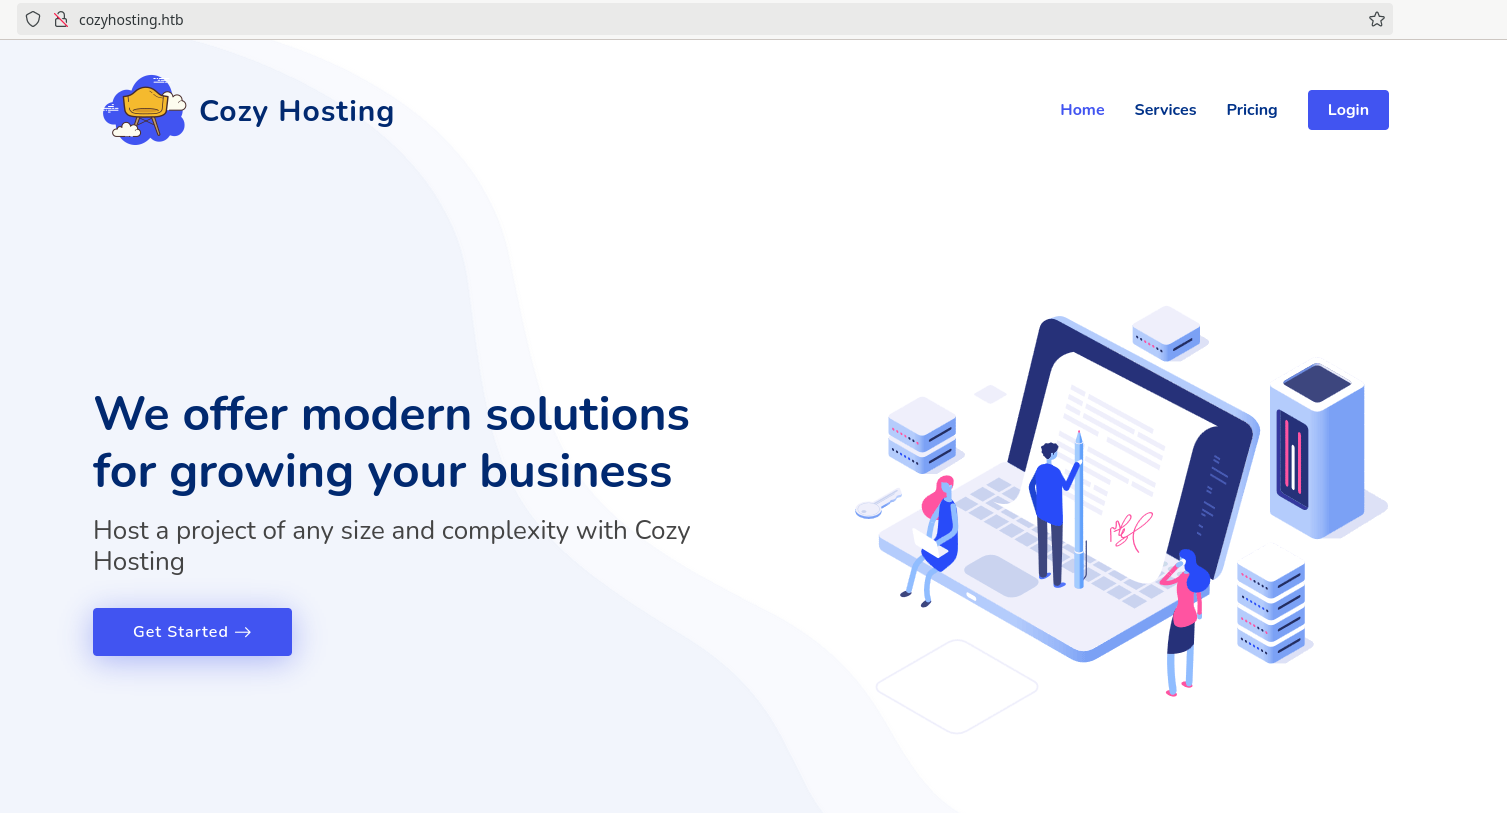 cozyhosting.htb
Cozy Hosting
Home Services Pricing Login
We offer modern solutions
for growing your business
Host a project of any size and complexity with Cozy
Hosting
Get Started →